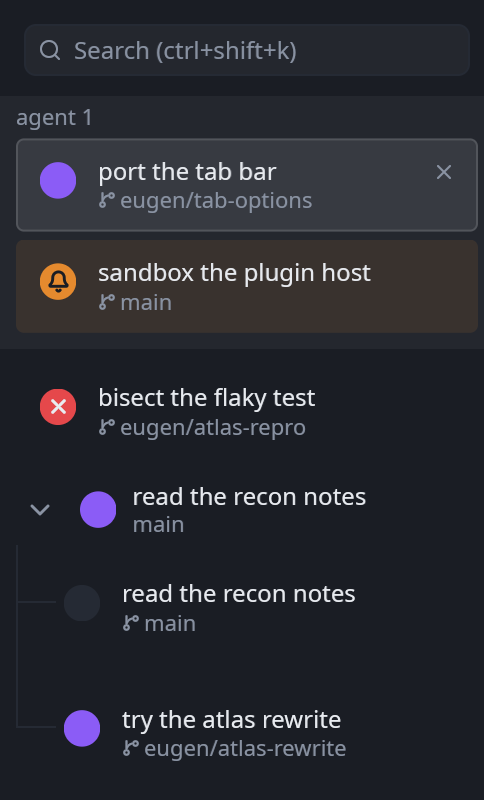 Search (ctrl+shift+k)
agent 1
port the tab bar
eugen/tab-options
sandbox the plugin host
main
bisect the flaky test
eugen/atlas-repro
read the recon notes
main
read the recon notes
main
try the atlas rewrite
eugen/atlas-rewrite